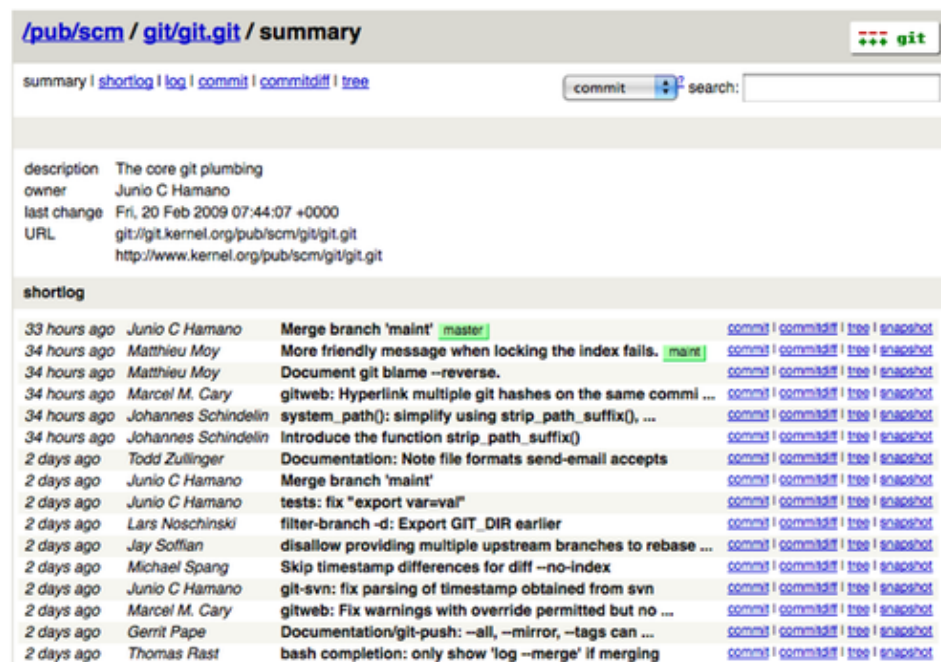 /pub/scm / git/git.git / summary
git
summary | shortlog | log | commit | commitdiff | tree
commit ? search:
description The core git plumbing
owner Junio C Hamano
last change Fri, 20 Feb 2009 07:44:07 +0000
URL git://git.kernel.org/pub/scm/git/git.git
http://www.kernel.org/pub/scm/git/git.git
shortlog
33 hours ago Junio C Hamano Merge branch 'maint' master commit | commitdiff | tree | snapshot
34 hours ago Matthieu Moy More friendly message when locking the index fails. maint commit | commitdiff | tree | snapshot
34 hours ago Matthieu Moy Document git blame --reverse. commit | commitdiff | tree | snapshot
34 hours ago Marcel M. Cary gitweb: Hyperlink multiple git hashes on the same commi ... commit | commitdiff | tree | snapshot
34 hours ago Johannes Schindelin system_path(): simplify using strip_path_suffix(), ... commit | commitdiff | tree | snapshot
34 hours ago Johannes Schindelin Introduce the function strip_path_suffix() commit | commitdiff | tree | snapshot
2 days ago Todd Zullinger Documentation: Note file formats send-email accepts commit | commitdiff | tree | snapshot
2 days ago Junio C Hamano Merge branch 'maint' commit | commitdiff | tree | snapshot
2 days ago Junio C Hamano tests: fix "export var=val" commit | commitdiff | tree | snapshot
2 days ago Lars Noschinski filter-branch -d: Export GIT_DIR earlier commit | commitdiff | tree | snapshot
2 days ago Jay Soffian disallow providing multiple upstream branches to rebase ... commit | commitdiff | tree | snapshot
2 days ago Michael Spang Skip timestamp differences for diff --no-index commit | commitdiff | tree | snapshot
2 days ago Junio C Hamano git-svn: fix parsing of timestamp obtained from svn commit | commitdiff | tree | snapshot
2 days ago Marcel M. Cary gitweb: Fix warnings with override permitted but no ... commit | commitdiff | tree | snapshot
2 days ago Gerrit Pape Documentation/git-push: --all, --mirror, --tags can ... commit | commitdiff | tree | snapshot
2 days ago Thomas Rast bash completion: only show 'log --merge' if merging commit | commitdiff | tree | snapshot